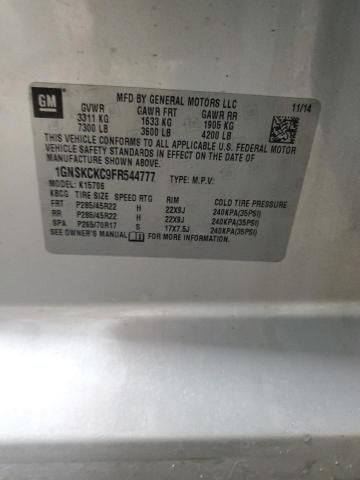 GM
MFD BY GENERAL MOTORS LLC 11/14
GVWR GAWR FRT GAWR RR
3311 KG 1633 KG 1905 KG
7300 LB 3600 LB 4200 LB
THIS VEHICLE CONFORMS TO ALL APPLICABLE U.S. FEDERAL MOTOR
VEHICLE SAFETY STANDARDS IN EFFECT ON THE DATE OF
MANUFACTURE SHOWN ABOVE.
1GNSKCKC9FR544777 TYPE: M.P.V.
MODEL: K15706
KBCG TIRE SIZE SPEED RTG RIM COLD TIRE PRESSURE
FRT P285/45R22 H 22X9J 240KPA(35PSI)
RR P285/45R22 H 22X9J 240KPA(35PSI)
SPA P265/70R17 S 17X7.5J 240KPA(35PSI)
SEE OWNER'S MANUAL FOR MORE INFORMATION.